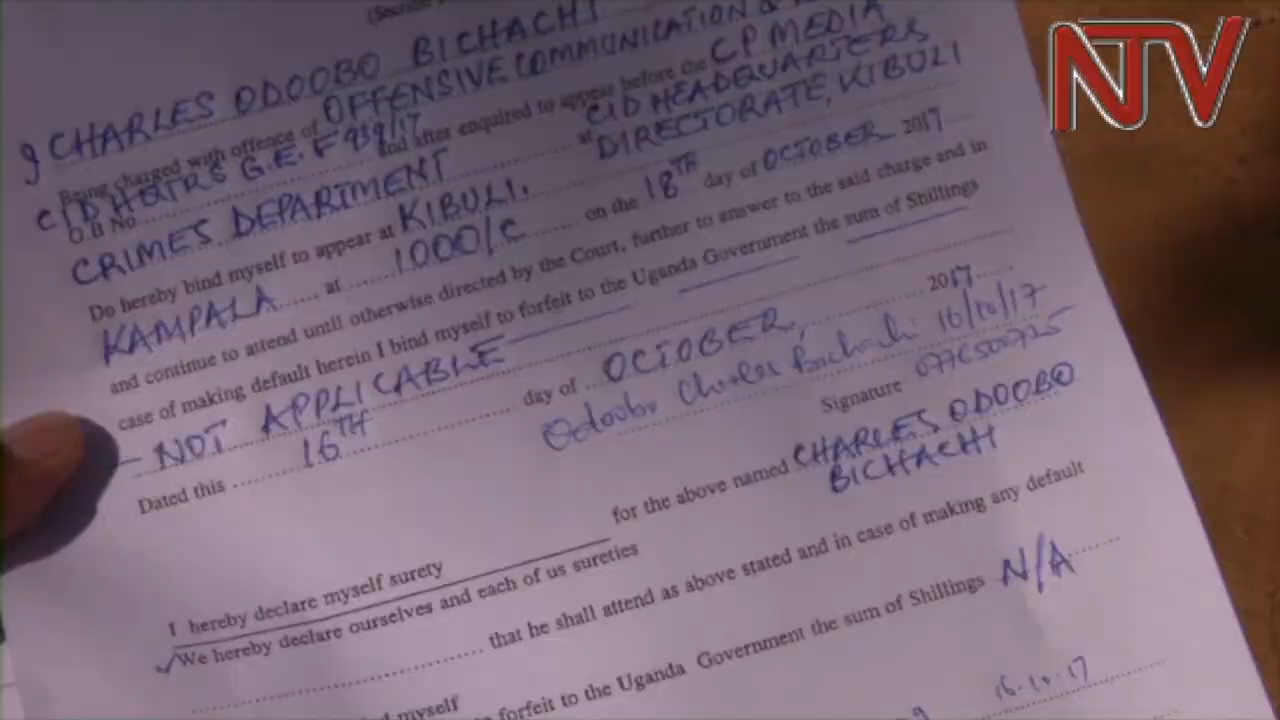 NTV
(Section
I CHARLES ODOOBO BICHACHI
Being charged with offence of OFFENSIVE COMMUNICATION &
CID HQTRS G.E.F 939/17 and after enquired to appear before the CP MEDIA
O.B No
CRIMES DEPARTMENT at CID HEADQUARTERS
DIRECTORATE, KIBULI
Do hereby bind myself to appear at KIBULI.
KAMPALA at 1000/C on the 18TH day of OCTOBER 2017
and continue to attend until otherwise directed by the Court, further to answer to the said charge and in
case of making default herein I bind myself to forfeit to the Uganda Government the sum of Shillings
— NOT APPLICABLE
Dated this 16TH day of OCTOBER, 2017
Odoobo Charles Bichachi 16/10/17
Signature
for the above named CHARLES ODOOBO
BICHACHI
I hereby declare myself surety
We hereby declare ourselves and each of us sureties
that he shall attend as above stated and in case of making any default
myself forfeit to the Uganda Government the sum of Shillings N/A
16.10.17